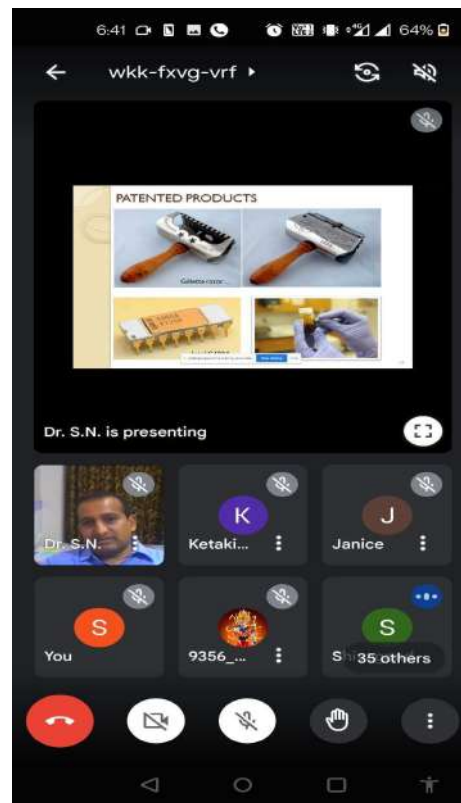 6:41 64%
wkk-fxvg-vrf
PATENTED PRODUCTS
Gillette razor
Dr. S.N. is presenting
Dr. S.N.
K
Ketaki...
J
Janice
S
You
9356_...
S
35 others